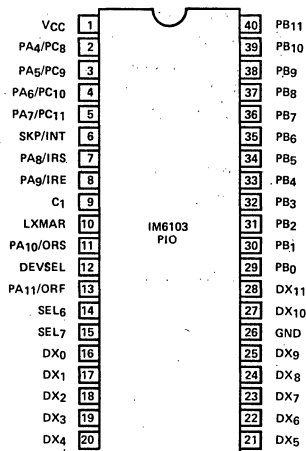 VCC 1 40 PB11
PA4/PC8 2 39 PB10
PA5/PC9 3 38 PB9
PA6/PC10 4 37 PB8
PA7/PC11 5 36 PB7
SKP/INT 6 35 PB6
PA8/IRS 7 34 PB5
PA9/IRE 8 33 PB4
C1 9 32 PB3
LXMAR 10 31 PB2
PA10/ORS 11 30 PB1
DEVSEL 12 29 PB0
PA11/ORF 13 28 DX11
SEL6 14 27 DX10
SEL7 15 26 GND
DX0 16 25 DX9
DX1 17 24 DX8
DX2 18 23 DX7
DX3 19 22 DX6
DX4 20 21 DX5
IM6103
PIO